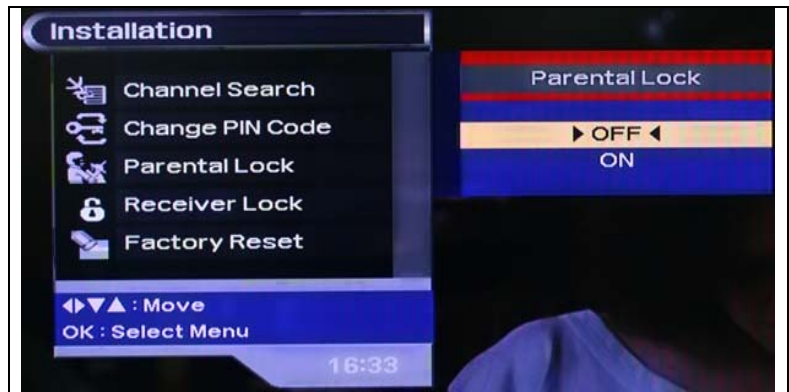 Installation
Channel Search
Change PIN Code
Parental Lock
Receiver Lock
Factory Reset
◀▶▼▲ : Move
OK : Select Menu
16:33
Parental Lock
▶ OFF ◀
ON